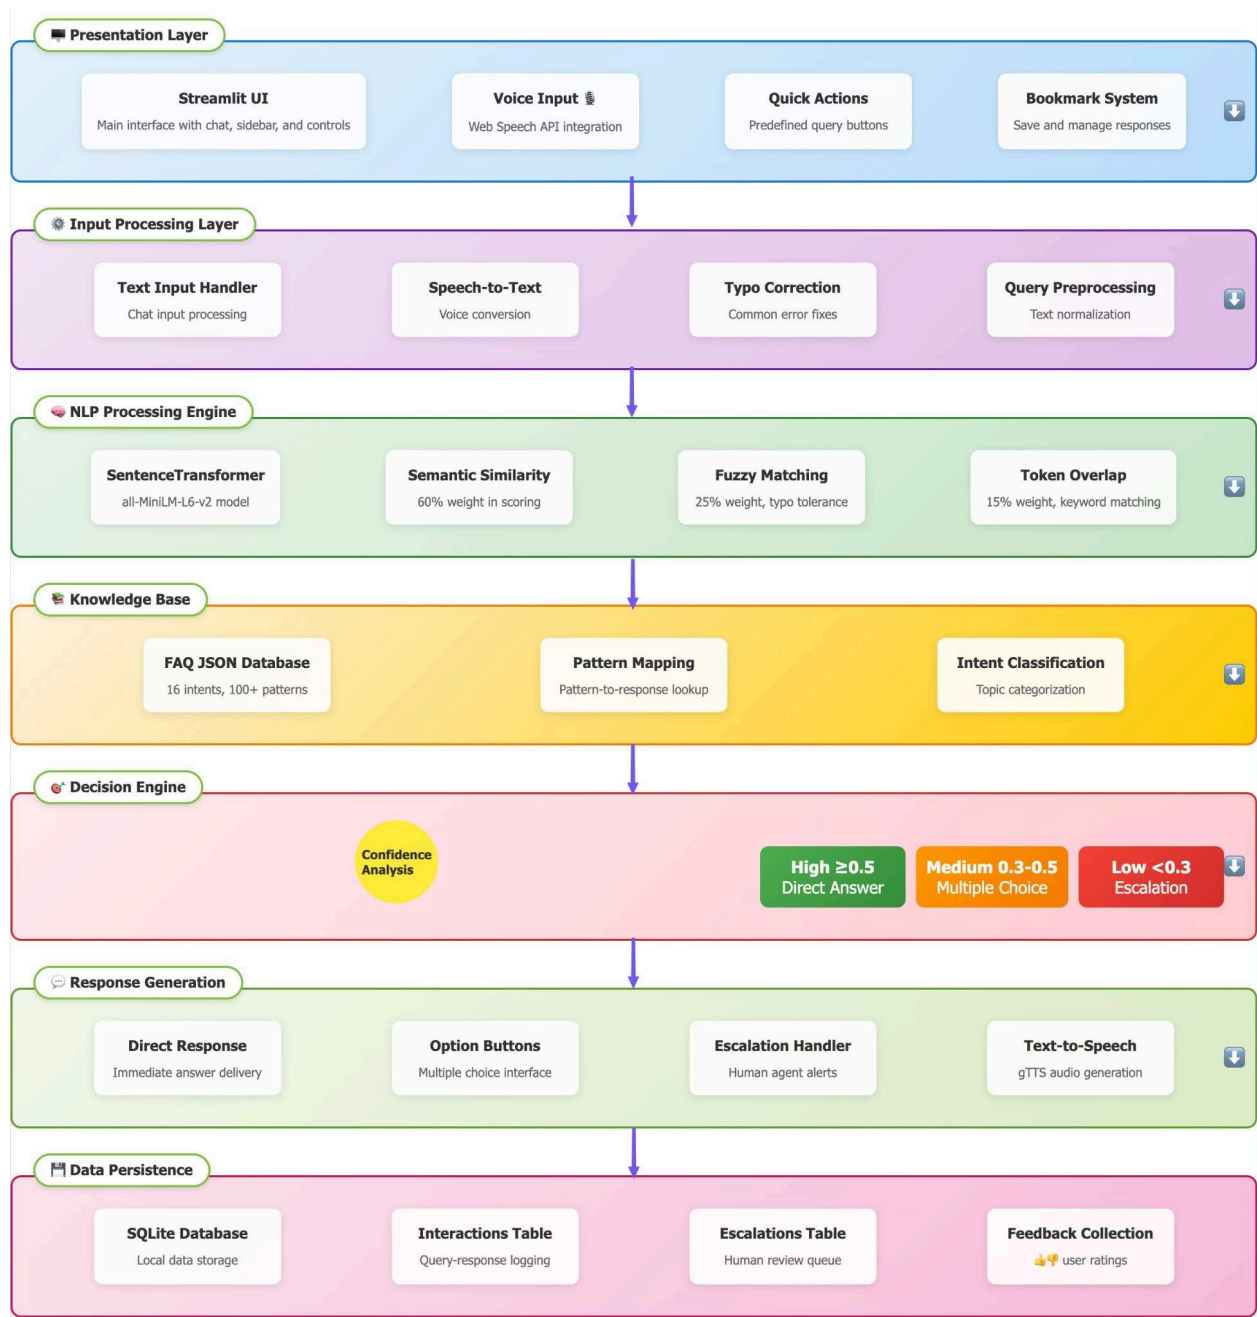 🖥️ Presentation Layer
Streamlit UI
Main interface with chat, sidebar, and controls
Voice Input 🎙️
Web Speech API integration
Quick Actions
Predefined query buttons
Bookmark System
Save and manage responses
⚙️ Input Processing Layer
Text Input Handler
Chat input processing
Speech-to-Text
Voice conversion
Typo Correction
Common error fixes
Query Preprocessing
Text normalization
🧠 NLP Processing Engine
SentenceTransformer
all-MiniLM-L6-v2 model
Semantic Similarity
60% weight in scoring
Fuzzy Matching
25% weight, typo tolerance
Token Overlap
15% weight, keyword matching
📚 Knowledge Base
FAQ JSON Database
16 intents, 100+ patterns
Pattern Mapping
Pattern-to-response lookup
Intent Classification
Topic categorization
🎯 Decision Engine
Confidence
Analysis
High ≥0.5
Direct Answer
Medium 0.3-0.5
Multiple Choice
Low <0.3
Escalation
💬 Response Generation
Direct Response
Immediate answer delivery
Option Buttons
Multiple choice interface
Escalation Handler
Human agent alerts
Text-to-Speech
gTTS audio generation
💾 Data Persistence
SQLite Database
Local data storage
Interactions Table
Query-response logging
Escalations Table
Human review queue
Feedback Collection
👍👎 user ratings